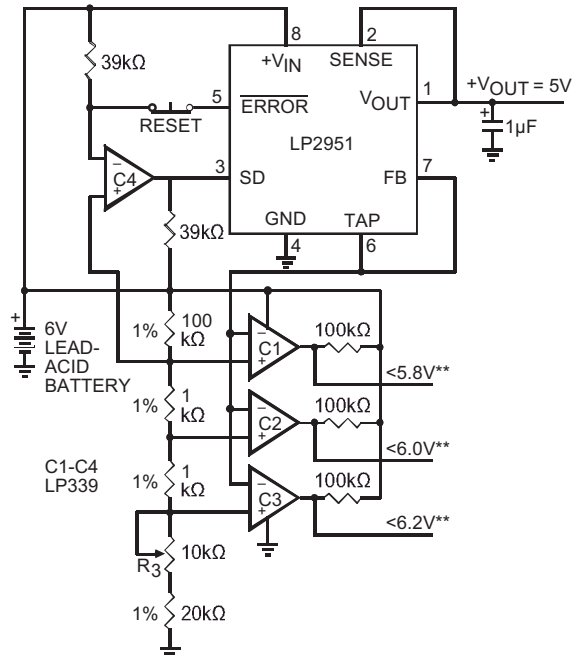 39kΩ
8
+VIN
2
SENSE
5
ERROR
RESET
VOUT
1
+VOUT = 5V
+
1μF
LP2951
−
C4
+
3
SD
FB
7
39kΩ
GND
4
TAP
6
+
6V
LEAD-
ACID
BATTERY
1%
100
kΩ
−
C1
+
100kΩ
<5.8V**
1%
1
kΩ
−
C2
+
100kΩ
<6.0V**
C1-C4
LP339
1%
1
kΩ
−
C3
+
100kΩ
<6.2V**
R3
10kΩ
1%
20kΩ